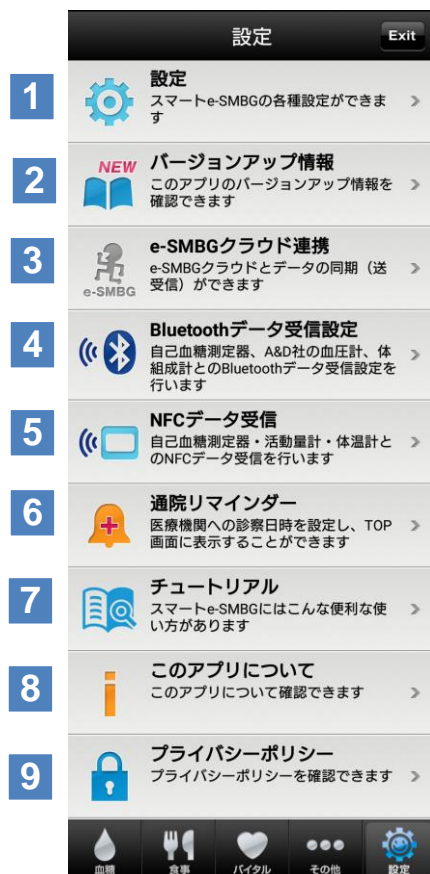 設定
Exit
1
設定
スマートe-SMBGの各種設定ができま
す
2
NEW
バージョンアップ情報
このアプリのバージョンアップ情報を
確認できます
3
e-SMBG
e-SMBGクラウド連携
e-SMBGクラウドとデータの同期（送
受信）ができます
4
Bluetoothデータ受信設定
自己血糖測定器、A&D社の血圧計、体
組成計とのBluetoothデータ受信設定を
行います
5
NFCデータ受信
自己血糖測定器・活動量計・体温計と
のNFCデータ受信を行います
6
通院リマインダー
医療機関への診察日時を設定し、TOP
画面に表示することができます
7
チュートリアル
スマートe-SMBGにはこんな便利な使
い方があります
8
このアプリについて
このアプリについて確認できます
9
プライバシーポリシー
プライバシーポリシーを確認できます
血糖
食事
バイタル
その他
設定